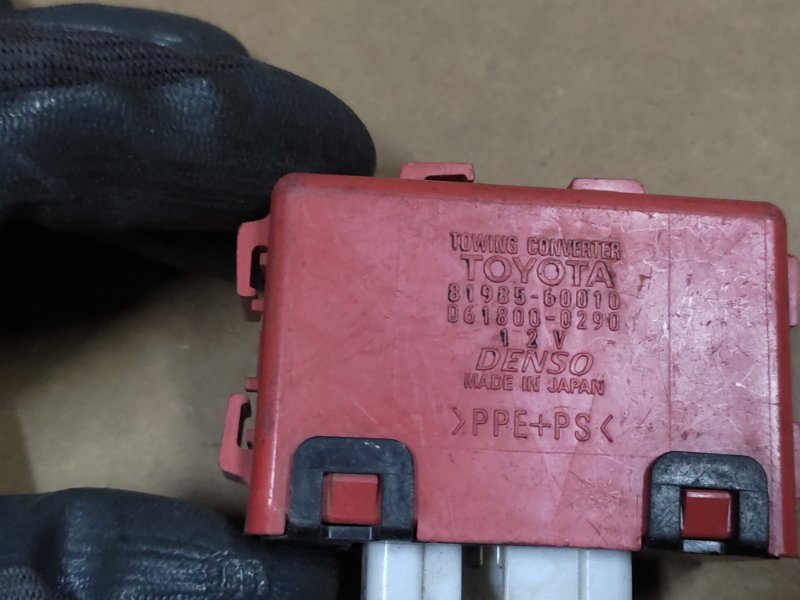 TOWING CONVERTER
TOYOTA
81985-60010
061800-0290
12V
DENSO
MADE IN JAPAN
>PPE+PS<